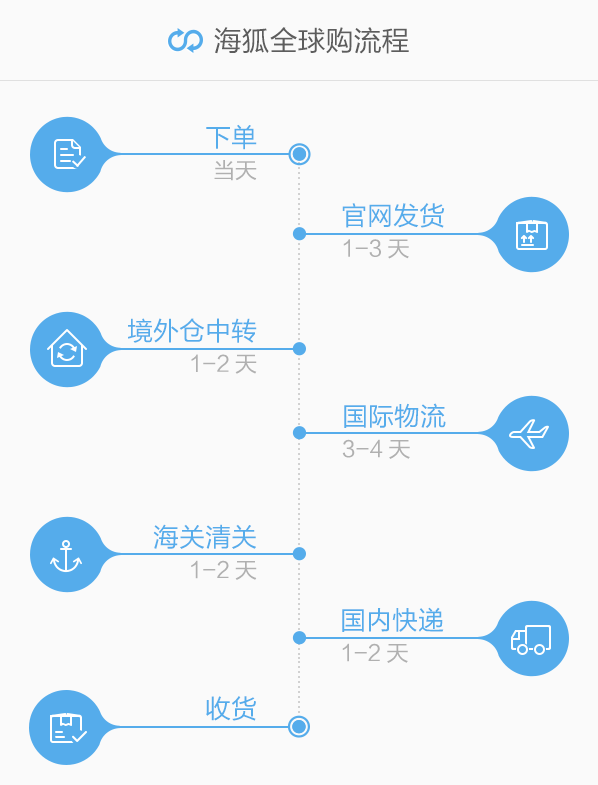 海狐全球购流程
下单
当天
官网发货
1-3 天
境外仓中转
1-2 天
国际物流
3-4 天
海关清关
1-2 天
国内快递
1-2 天
收货